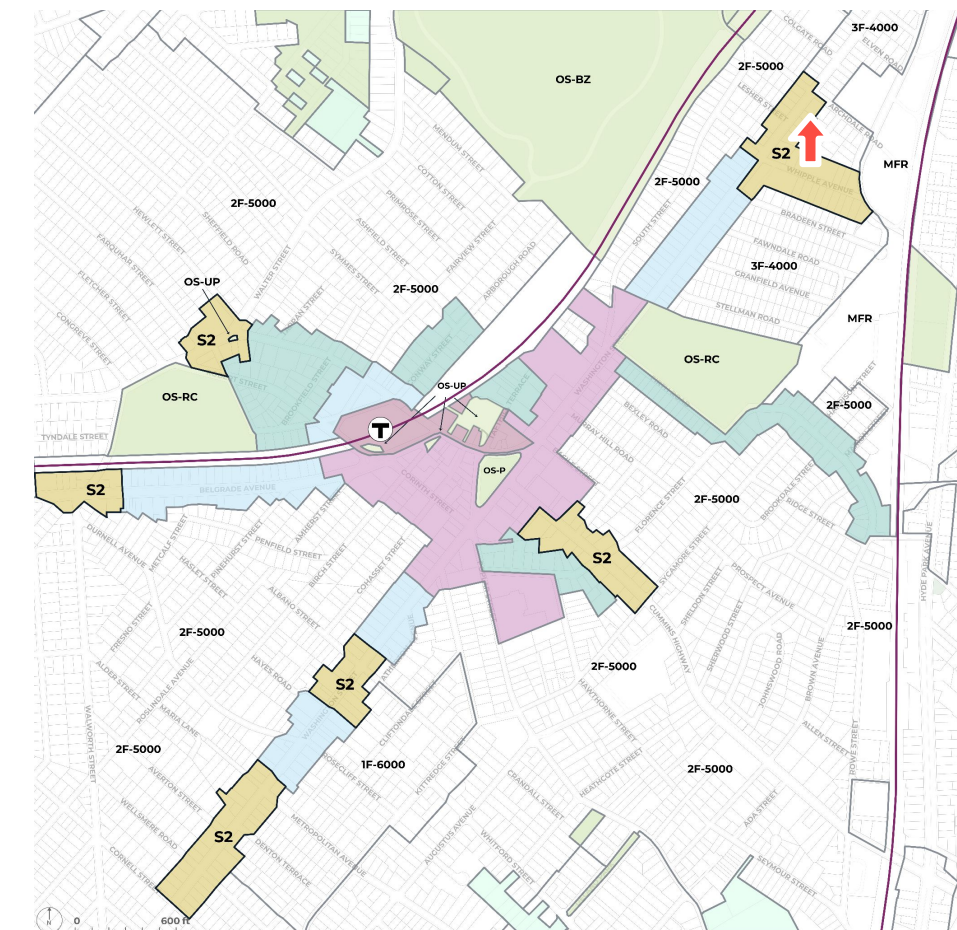 COLGATE ROAD
3F-4000
ELVEN ROAD
2F-5000
OS-BZ
LESHER STREET
ARCHDALE ROAD
MENDUM STREET
S2
MFR
COTTON STREET
WHIPPLE AVENUE
2F-5000
2F-5000
PRIMROSE STREET
HEWLETT STREET
SHEFFIELD ROAD
ASHFIELD STREET
FAIRVIEW STREET
SOUTH STREET
BRADEEN STREET
FARQUHAR STREET
WALTER STREET
SYMMES STREET
ARBOROUGH ROAD
FAWNDALE ROAD
3F-4000
FLETCHER STREET
OS-UP
CRANFIELD AVENUE
2F-5000
CONGREVE STREET
STELLMAN ROAD
MFR
S2
OS-RC
WASHINGTON
CONWAY STREET
OS-UP
TERRACE
BROOKFIELD STREET
OS-RC
2F-5000
BEXLEY ROAD
MURRAY HILL ROAD
T
TYNDALE STREET
OS-P
CORINTH STREET
S2
BELGRADE AVENUE
FLORENCE STREET
2F-5000
BROOKDALE STREET
RIDGE STREET
DURNELL AVENUE
METCALF STREET
PINEHURST STREET
AMHERST STREET
PENFIELD STREET
HASLET STREET
BIRCH STREET
COHASSET STREET
S2
SYCAMORE STREET
HYDE PARK AVENUE
PROSPECT AVENUE
ALBANO STREET
SHELDON STREET
FRESNO STREET
2F-5000
CUMMINS HIGHWAY
SHERWOOD STREET
2F-5000
JOHNSWOOD ROAD
BROWN AVENUE
ALDER STREET
ROSLINDALE AVENUE
HAYES ROAD
S2
2F-5000
HAWTHORNE STREET
MARIA LANE
WALWORTH STREET
CLIFTONDALE STREET
ALLEN STREET
ROWE STREET
2F-5000
1F-6000
ROSECLIFF STREET
KITTREDGE STREET
HEATHCOTE STREET
2F-5000
AVERTON STREET
CRANDALL STREET
WELLSMERE ROAD
S2
METROPOLITAN AVENUE
AUGUSTUS AVENUE
ADA STREET
DENTON TERRACE
WHITFORD STREET
CORNELL STREET
SEYMOUR STREET
N
0
600 ft